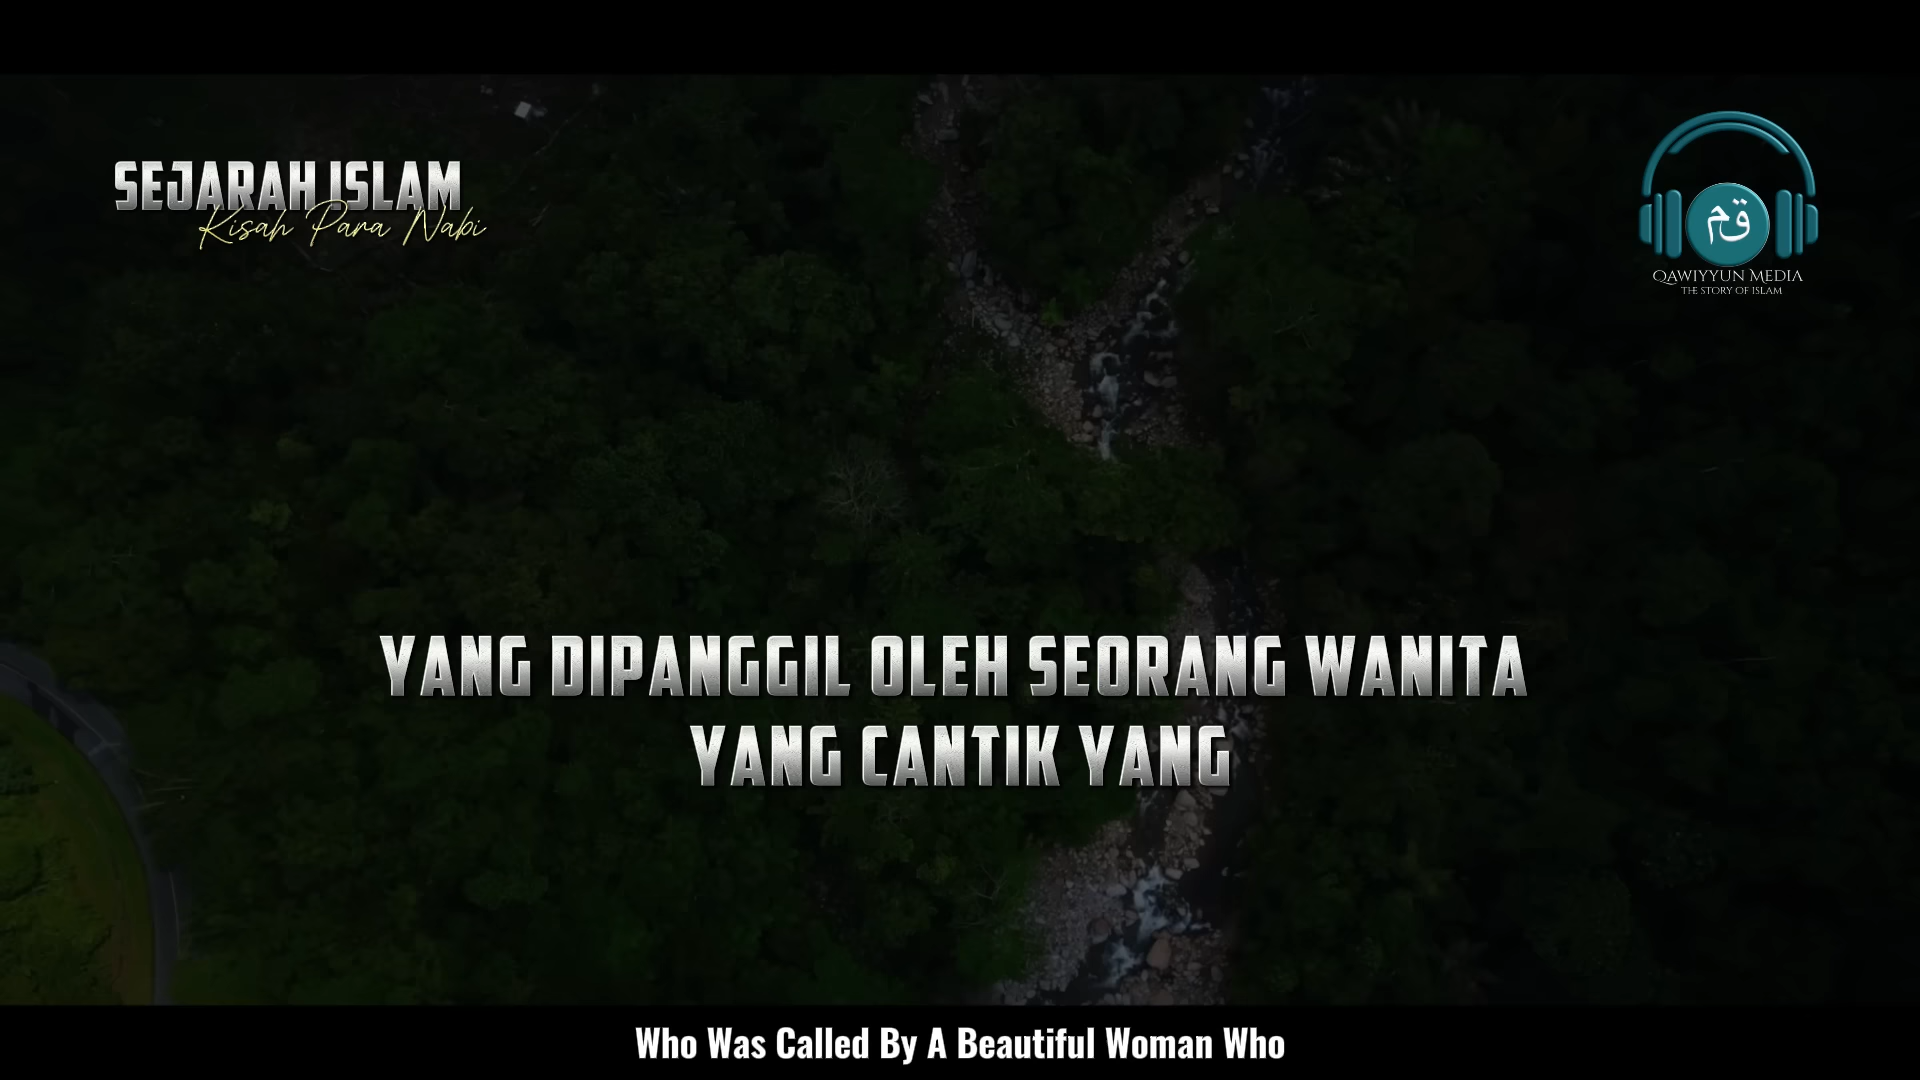 SEJARAH ISLAM
Kisah Para Nabi
قم
QAWIYYUN MEDIA
THE STORY OF ISLAM
YANG DIPANGGIL OLEH SEORANG WANITA
YANG CANTIK YANG
Who Was Called By A Beautiful Woman Who